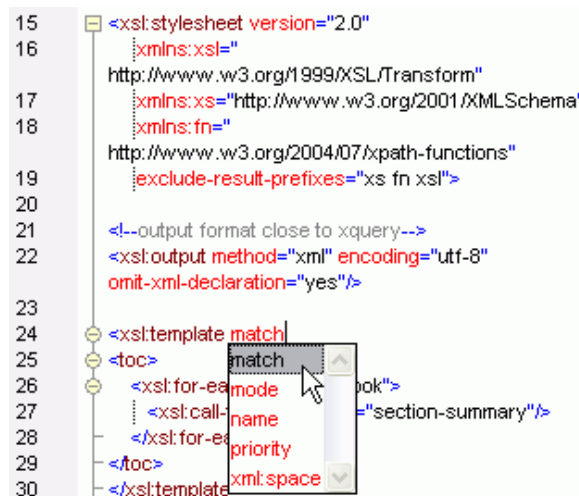 15 <xsl:stylesheet version="2.0"
16 xmlns:xsl="
http://www.w3.org/1999/XSL/Transform"
17 xmlns:xs="http://www.w3.org/2001/XMLSchema"
18 xmlns:fn="
http://www.w3.org/2004/07/xpath-functions"
19 exclude-result-prefixes="xs fn xsl">
20
21 <!--output format close to xquery-->
22 <xsl:output method="xml" encoding="utf-8"
omit-xml-declaration="yes"/>
23
24 <xsl:template match
25 <toc>
match
26 <xsl:for-ea ook">
mode
27 <xsl:call- ="section-summary"/>
name
28 </xsl:for-ea
priority
29 </toc>
xml:space
30 </xsl:template